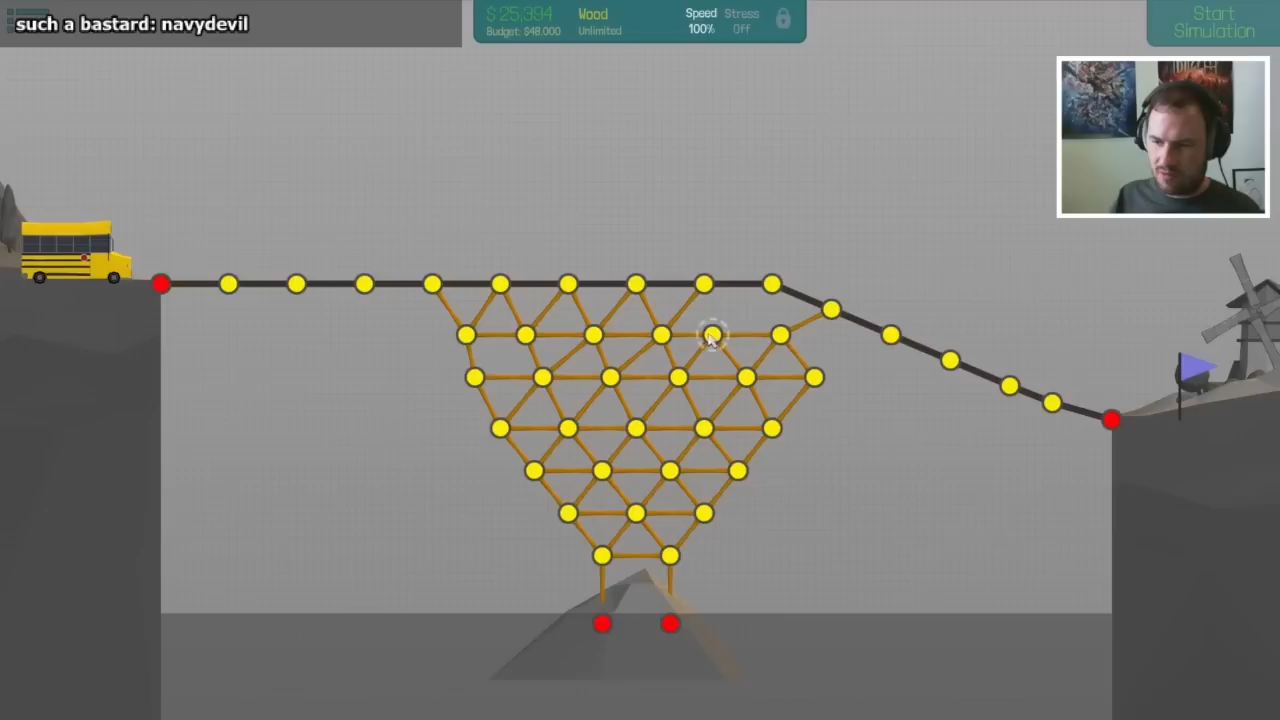 such a bastard: navydevil
$ 25,394
Budget: $48,000
Wood
Unlimited
Speed
100%
Stress
Off
Start
Simulation